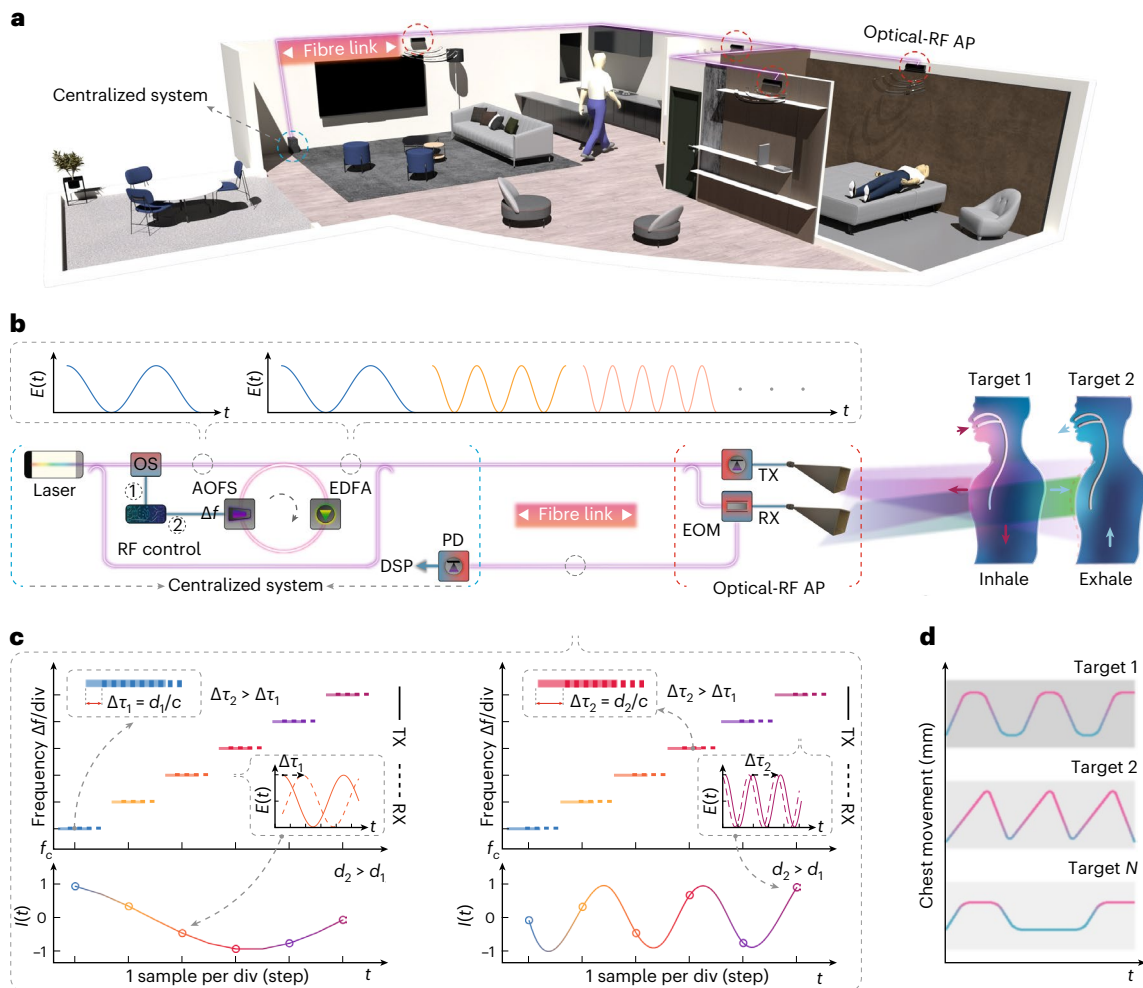 a
Optical-RF AP
Fibre link
Centralized system
b
E(t)
t
E(t)
t
Target 1
Target 2
Laser
OS
1
2
RF control
AOFS
Δf
EDFA
Fibre link
TX
RX
EOM
PD
DSP
Centralized system
Optical-RF AP
Inhale
Exhale
c
Frequency Δf/div
Δτ₁ = d₁/c
Δτ₂ > Δτ₁
TX
RX
Δτ₁
E(t)
t
f_c
d₂ > d₁
I(t)
1
0
−1
1 sample per div (step)
t
Frequency Δf/div
Δτ₂ = d₂/c
Δτ₂ > Δτ₁
TX
RX
Δτ₂
E(t)
t
f_c
d₂ > d₁
I(t)
1
0
−1
1 sample per div (step)
t
d
Chest movement (mm)
Target 1
Target 2
Target N
t